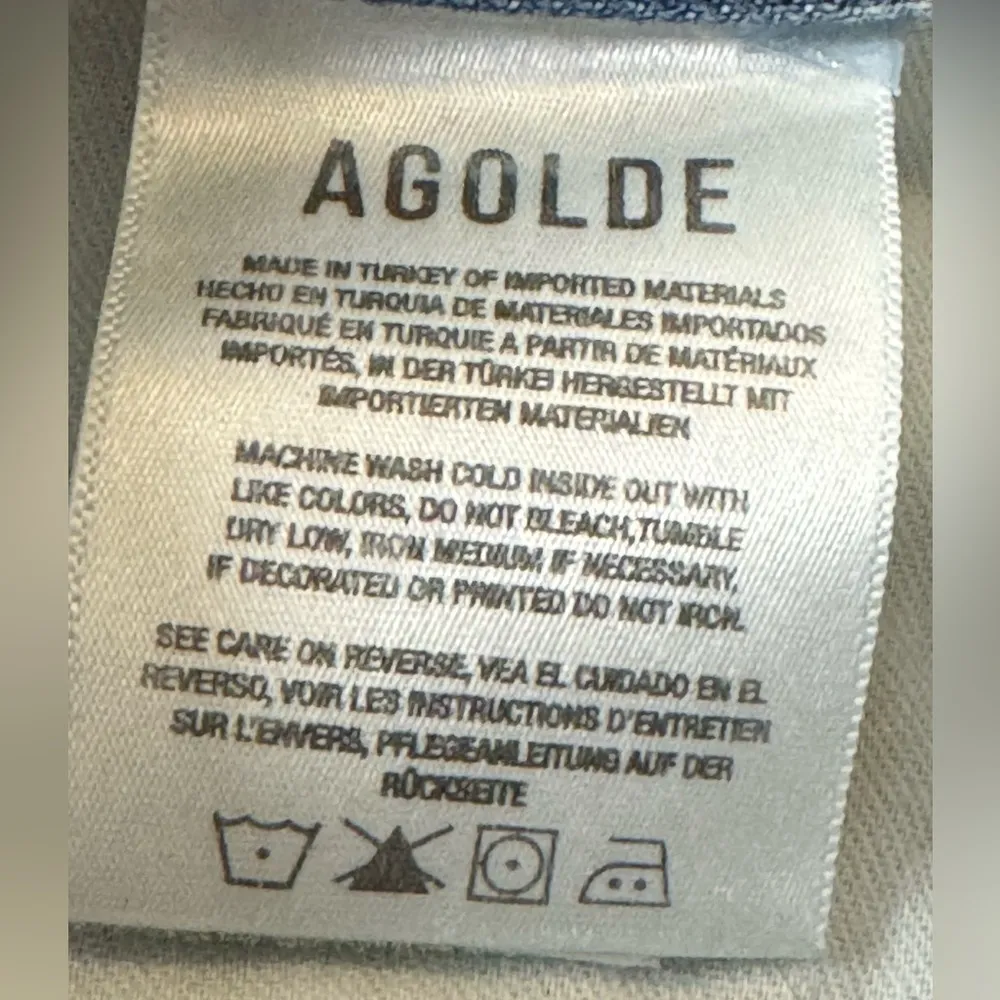 AGOLDE
MADE IN TURKEY OF IMPORTED MATERIALS
HECHO EN TURQUIA DE MATERIALES IMPORTADOS
FABRIQUÉ EN TURQUIE A PARTIR DE MATÉRIAUX
IMPORTÉS, IN DER TÜRKEI HERGESTELLT MIT
IMPORTIERTEN MATERIALIEN
MACHINE WASH COLD INSIDE OUT WITH
LIKE COLORS, DO NOT BLEACH, TUMBLE
DRY LOW, IRON MEDIUM IF NECESSARY,
IF DECORATED OR PRINTED DO NOT IRON.
SEE CARE ON REVERSE, VEA EL CUIDADO EN EL
REVERSO, VOIR LES INSTRUCTIONS D'ENTRETIEN
SUR L'ENVERS, PFLEGEANLEITUNG AUF DER
RÜCKSEITE